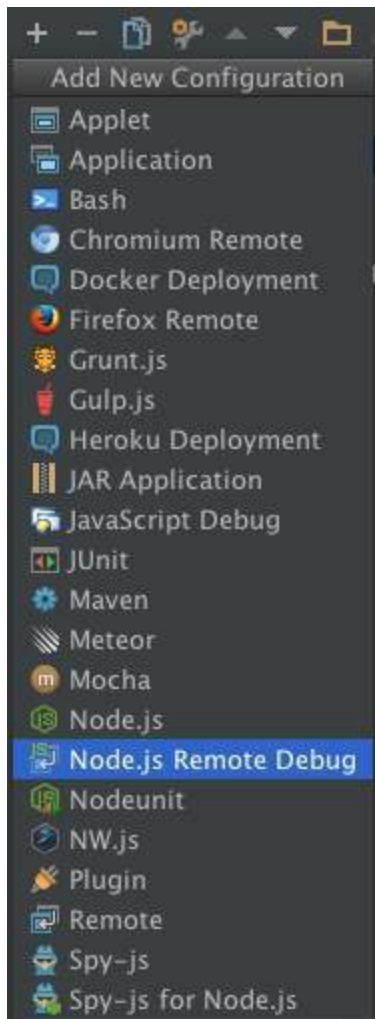 Add New Configuration
Applet
Application
Bash
Chromium Remote
Docker Deployment
Firefox Remote
Grunt.js
Gulp.js
Heroku Deployment
JAR Application
JavaScript Debug
JUnit
Maven
Meteor
Mocha
Node.js
Node.js Remote Debug
Nodeunit
NW.js
Plugin
Remote
Spy-js
Spy-js for Node.js